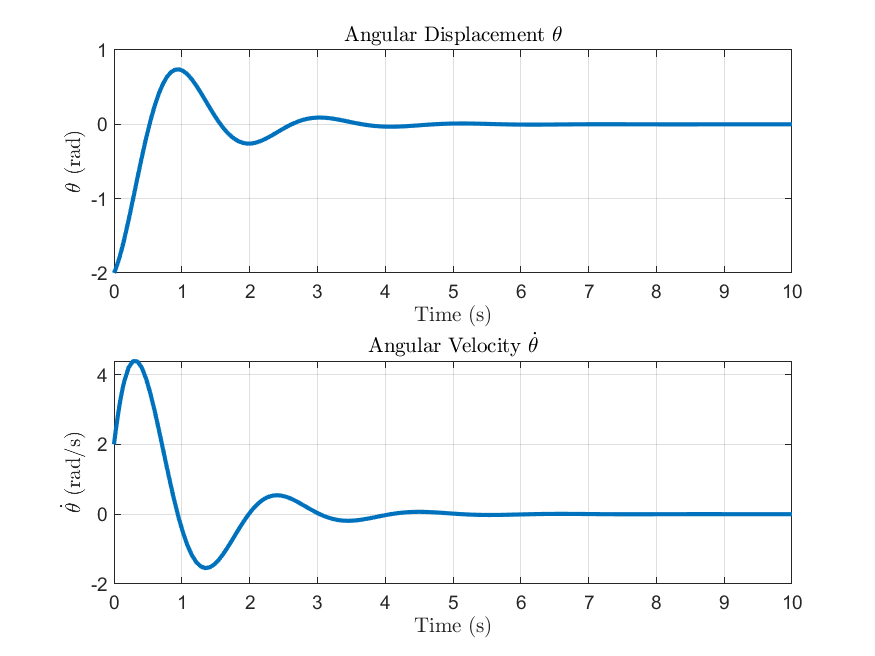 Angular Displacement θ
1
0
-1
-2
θ (rad)
0 1 2 3 4 5 6 7 8 9 10
Time (s)
Angular Velocity θ̇
4
2
0
-2
θ̇ (rad/s)
0 1 2 3 4 5 6 7 8 9 10
Time (s)